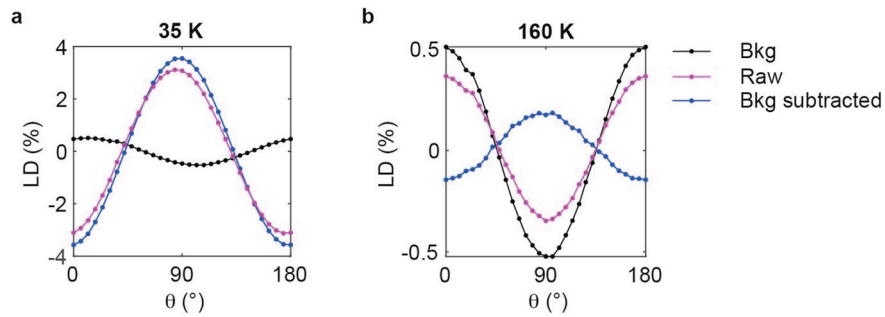 a
35 K
4
2
0
-2
-4
LD (%)
0
90
180
θ (°)
b
160 K
0.5
0
-0.5
LD (%)
0
90
180
θ (°)
Bkg
Raw
Bkg subtracted